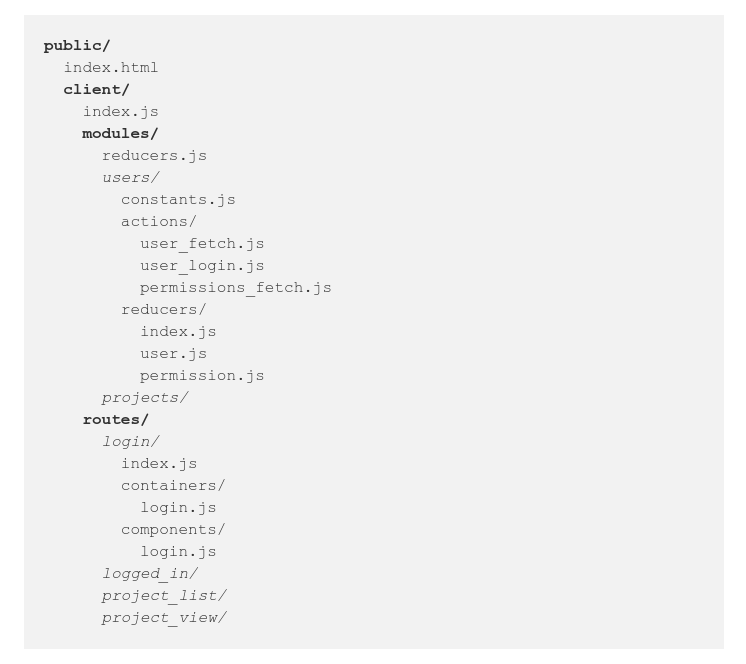 public/
  index.html
  client/
    index.js
    modules/
      reducers.js
      users/
        constants.js
        actions/
          user_fetch.js
          user_login.js
          permissions_fetch.js
        reducers/
          index.js
          user.js
          permission.js
      projects/
    routes/
      login/
        index.js
        containers/
          login.js
        components/
          login.js
      logged_in/
      project_list/
      project_view/